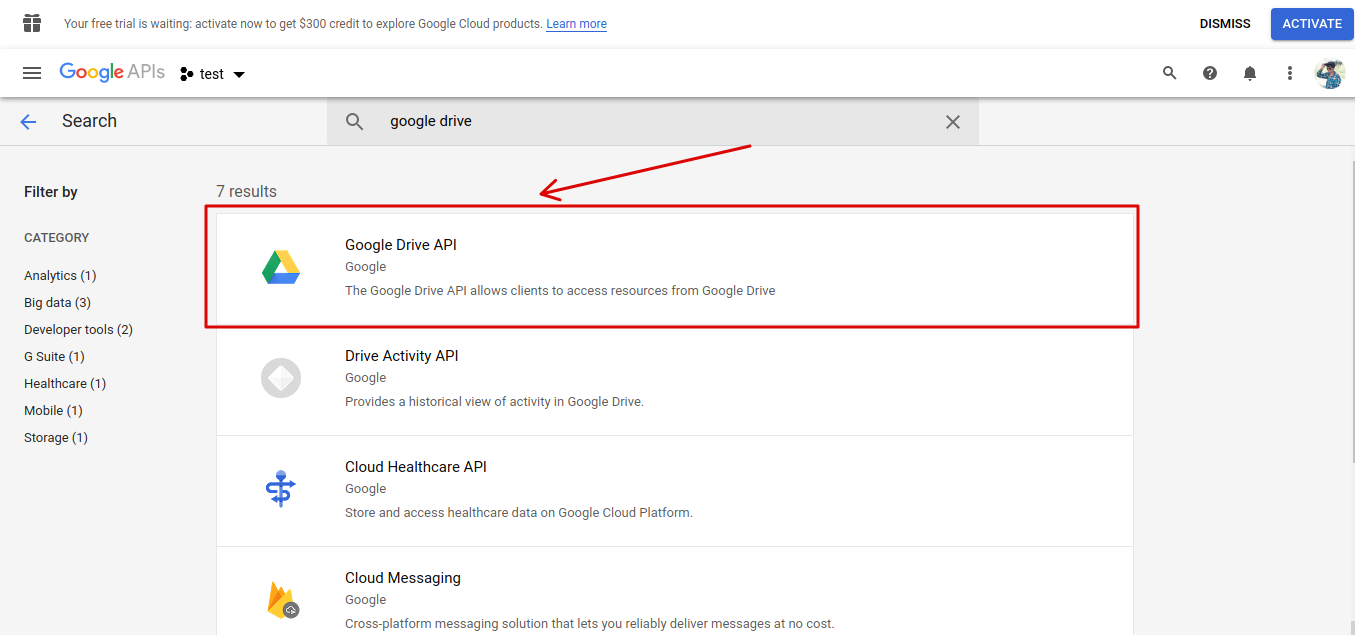 Your free trial is waiting: activate now to get $300 credit to explore Google Cloud products. Learn more
DISMISS
ACTIVATE
Google APIs
test
Search
google drive
Filter by
7 results
CATEGORY
Analytics (1)
Big data (3)
Developer tools (2)
G Suite (1)
Healthcare (1)
Mobile (1)
Storage (1)
Google Drive API
Google
The Google Drive API allows clients to access resources from Google Drive
Drive Activity API
Google
Provides a historical view of activity in Google Drive.
Cloud Healthcare API
Google
Store and access healthcare data on Google Cloud Platform.
Cloud Messaging
Google
Cross-platform messaging solution that lets you reliably deliver messages at no cost.